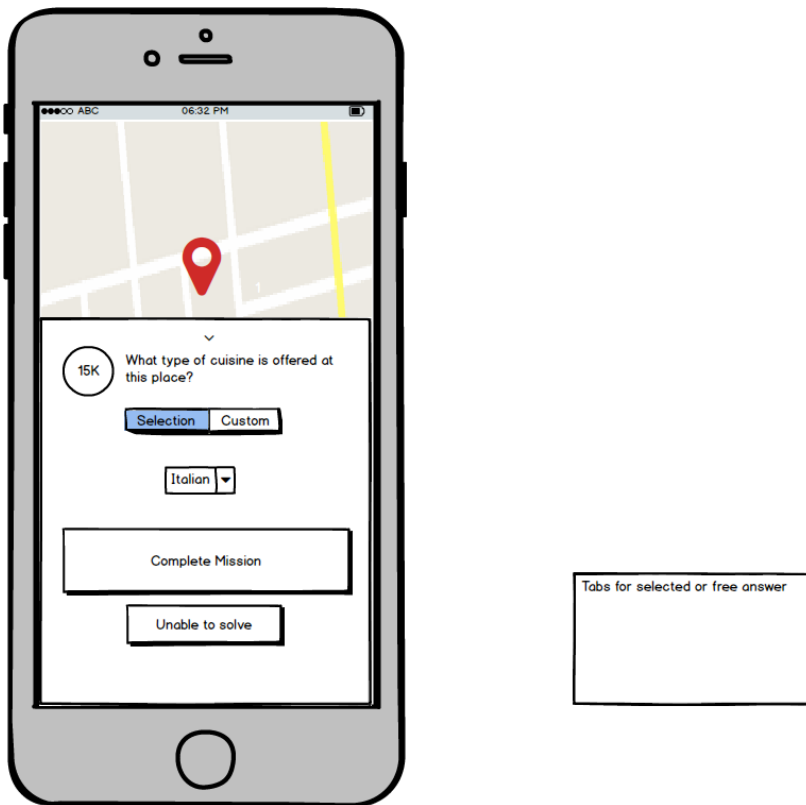 ABC 06:32 PM
15K
What type of cuisine is offered at
this place?
Selection Custom
Italian
Complete Mission
Unable to solve
Tabs for selected or free answer